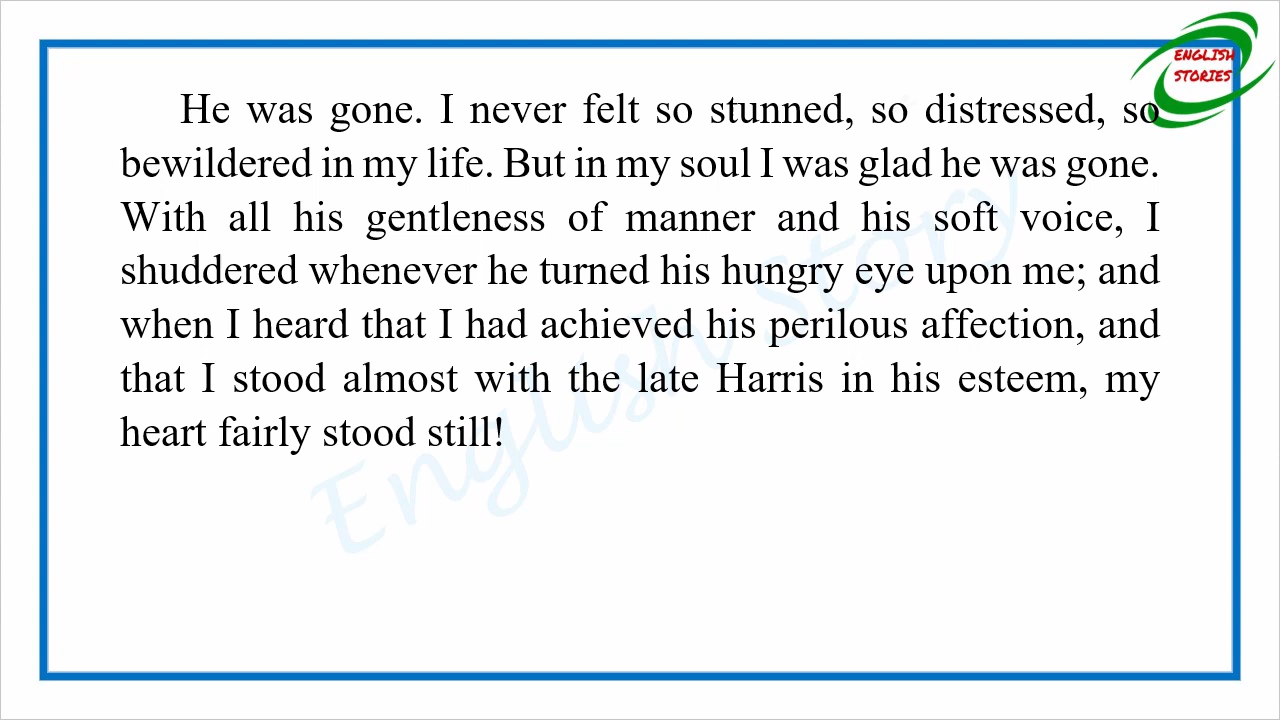 ENGLISH
STORIES
He was gone. I never felt so stunned, so distressed, so
bewildered in my life. But in my soul I was glad he was gone.
With all his gentleness of manner and his soft voice, I
shuddered whenever he turned his hungry eye upon me; and
when I heard that I had achieved his perilous affection, and
that I stood almost with the late Harris in his esteem, my
heart fairly stood still!
English Story